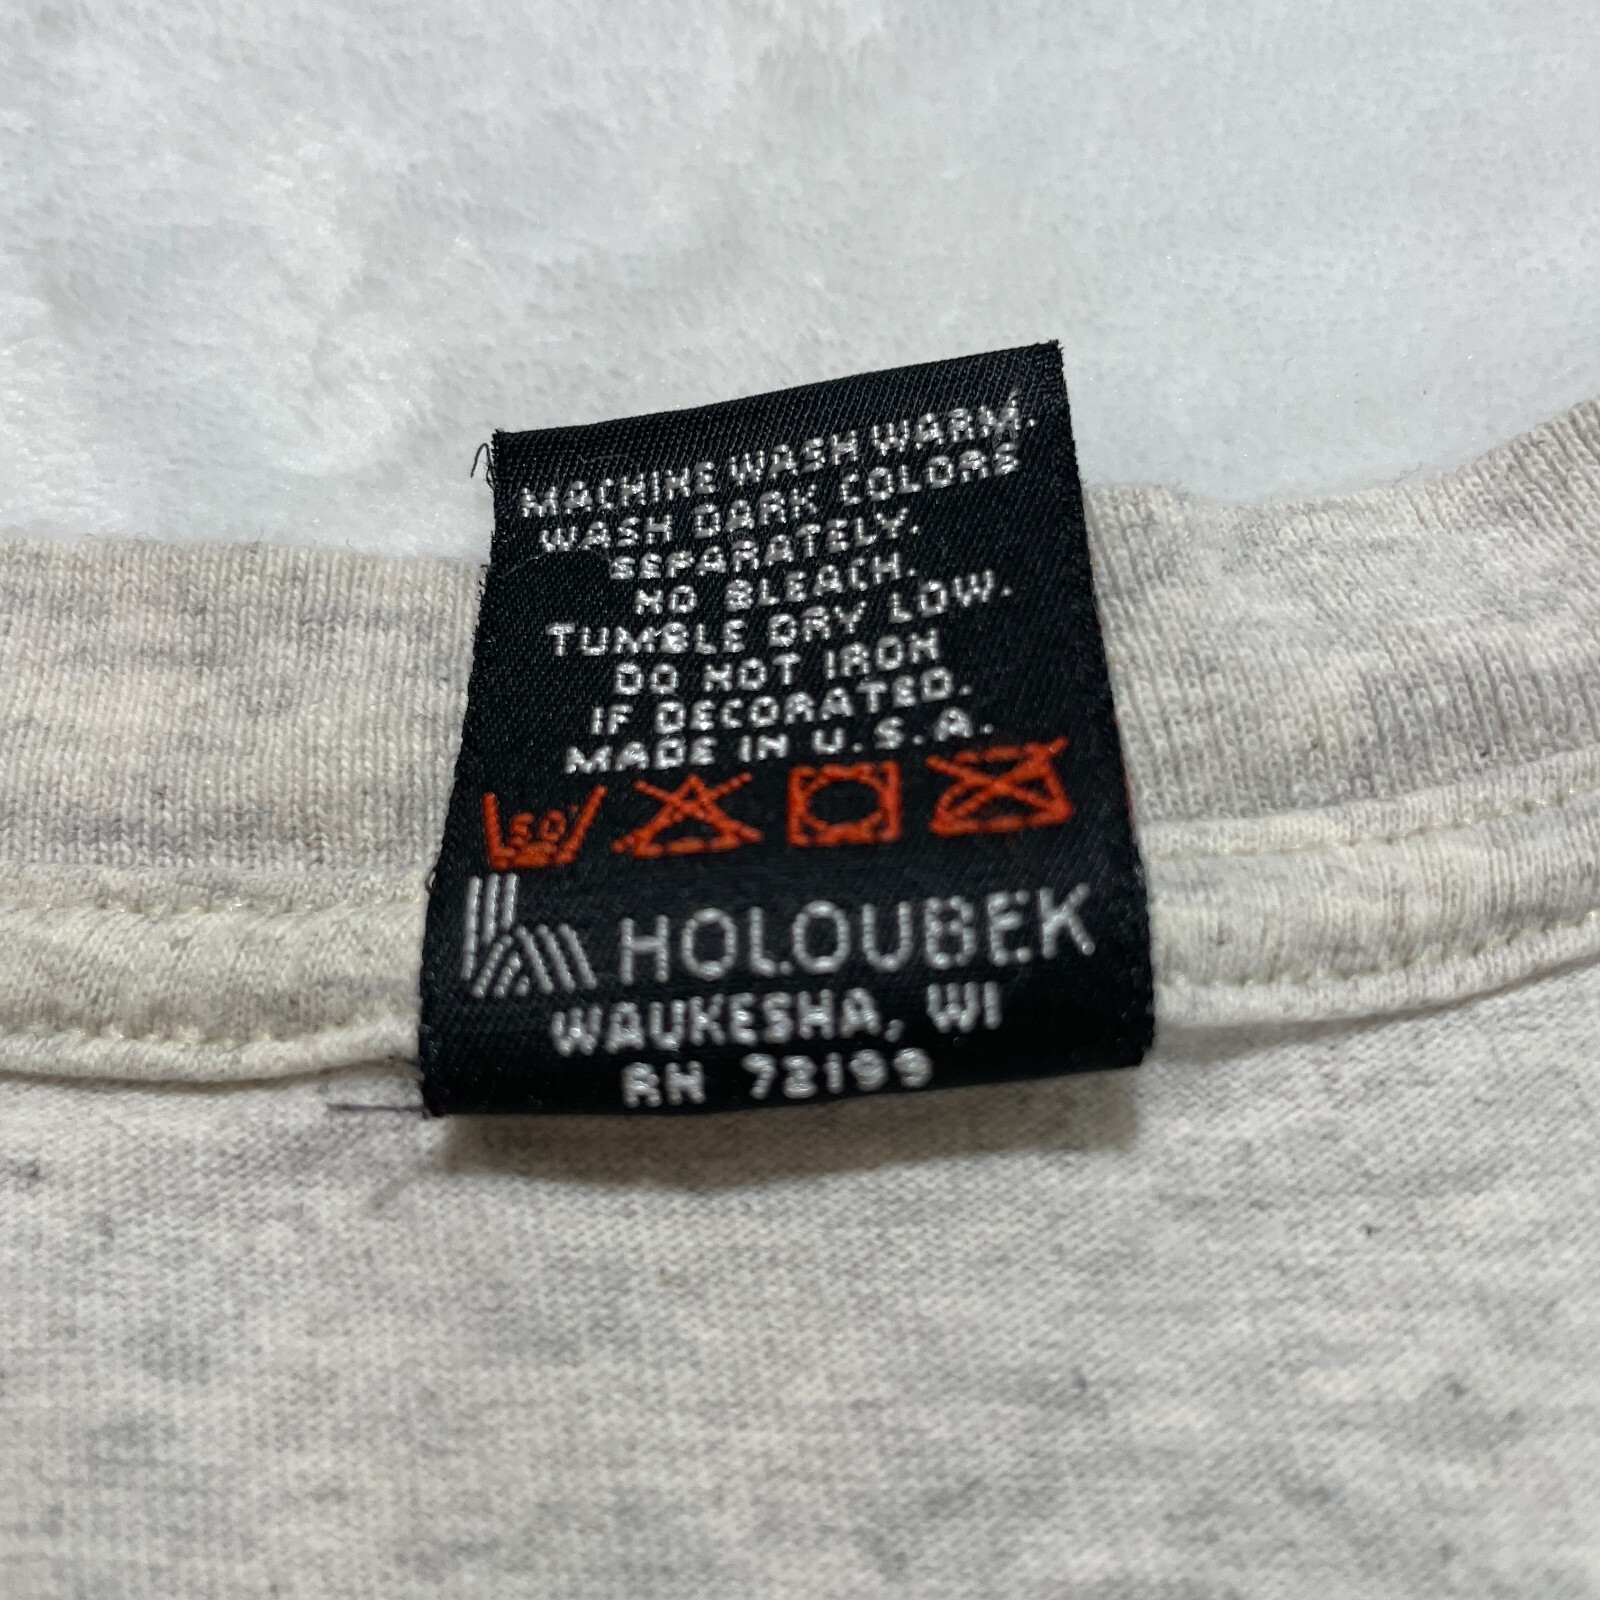 MACHINE WASH WARM.
WASH DARK COLORS
SEPARATELY.
NO BLEACH.
TUMBLE DRY LOW.
DO NOT IRON
IF DECORATED.
MADE IN U.S.A.
50°
HOLOUBEK
WAUKESHA, WI
RN 72199